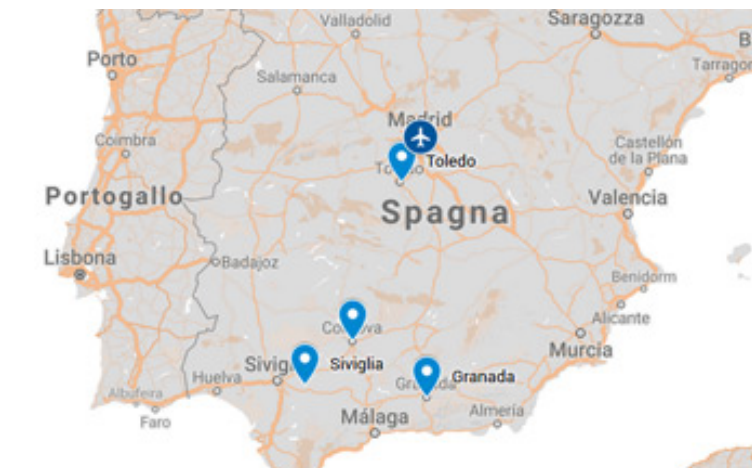 Valladolid
Saragozza
Porto
Tarragon
Salamanca
Madrid
Coimbra
Castellón
de la Plana
Toledo
Portogallo
Valencia
Spagna
Lisbona
Badajoz
Benidorm
Alicante
Murcia
Siviglia
Huelva
Granada
Albufeira
Faro
Málaga
Almería